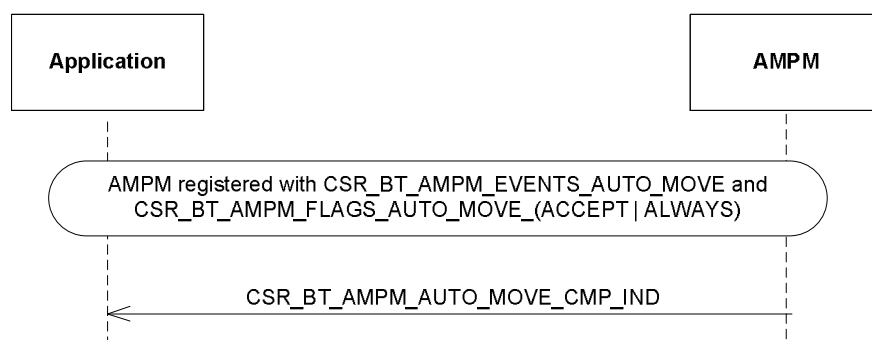 Application
AMPM
AMPM registered with CSR_BT_AMPM_EVENTS_AUTO_MOVE and
CSR_BT_AMPM_FLAGS_AUTO_MOVE_(ACCEPT | ALWAYS)
CSR_BT_AMPM_AUTO_MOVE_CMP_IND